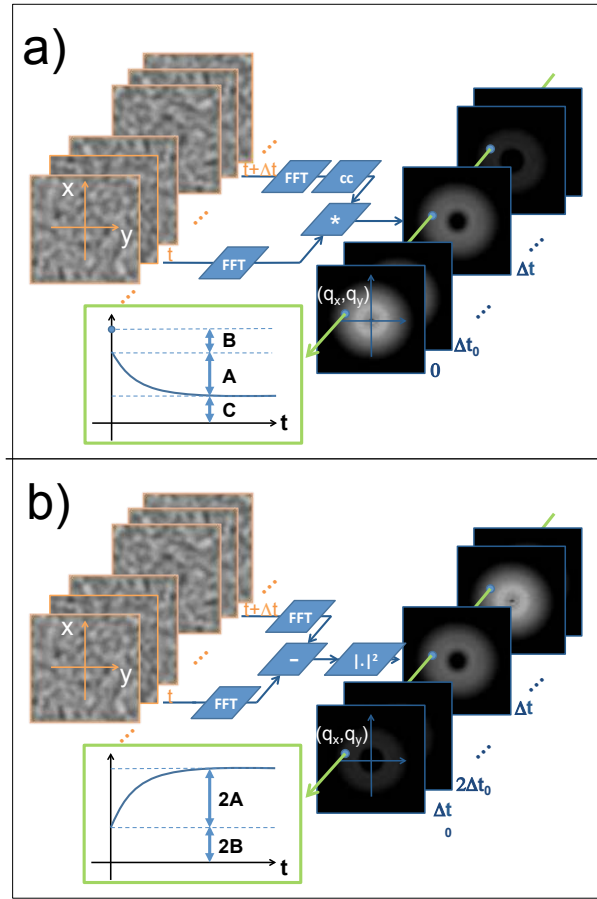 a)
x
y
t+Δt
FFT
cc
*
t
FFT
(qx,qy)
Δt
Δt0
0
B
A
C
t
b)
x
y
t+Δt
FFT
−
|.|²
t
FFT
(qx,qy)
Δt
2Δt0
Δt
0
2A
2B
t